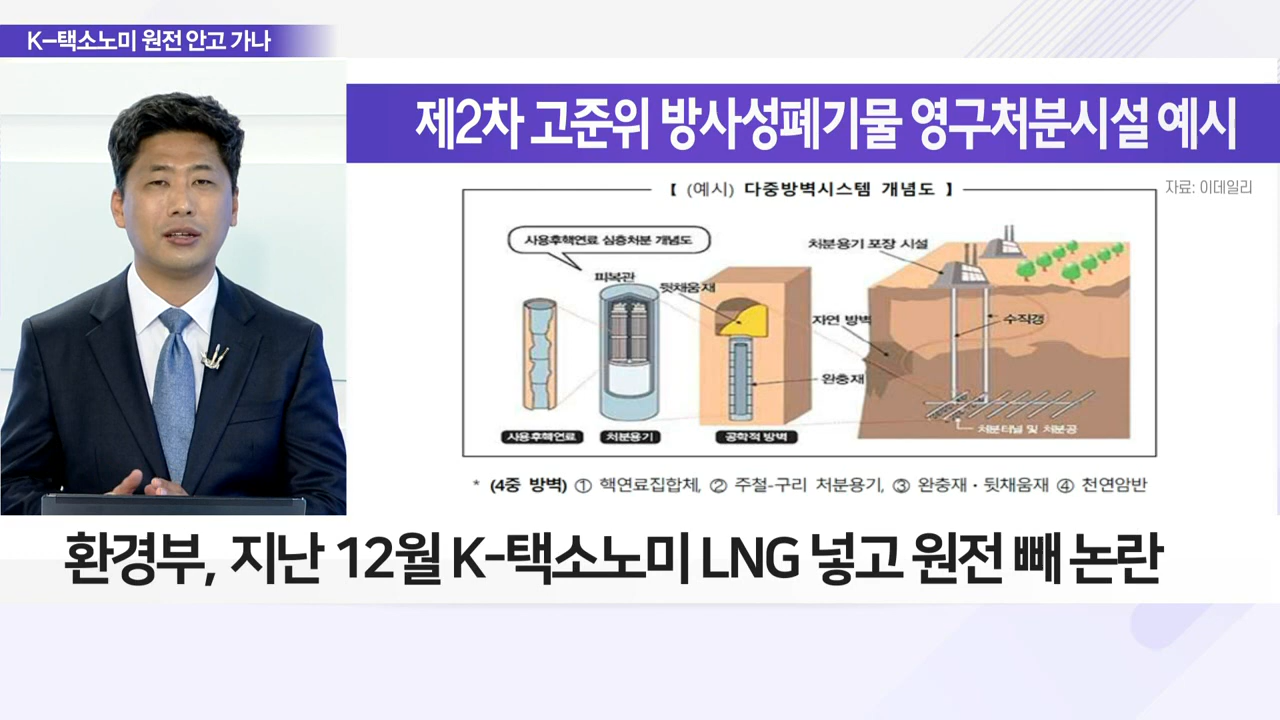 K-택소노미 원전 안고 가나
제2차 고준위 방사성폐기물 영구처분시설 예시
【 (예시) 다중방벽시스템 개념도 】
자료: 이데일리
사용후핵연료 심층처분 개념도
처분용기 포장 시설
피복관
뒷채움재
자연 방벽
수직갱
완충재
처분터널 및 처분공
사용후핵연료
처분용기
공학적 방벽
* (4중 방벽) ① 핵연료집합체, ② 주철-구리 처분용기, ③ 완충재·뒷채움재 ④ 천연암반
환경부, 지난 12월 K-택소노미 LNG 넣고 원전 빼 논란